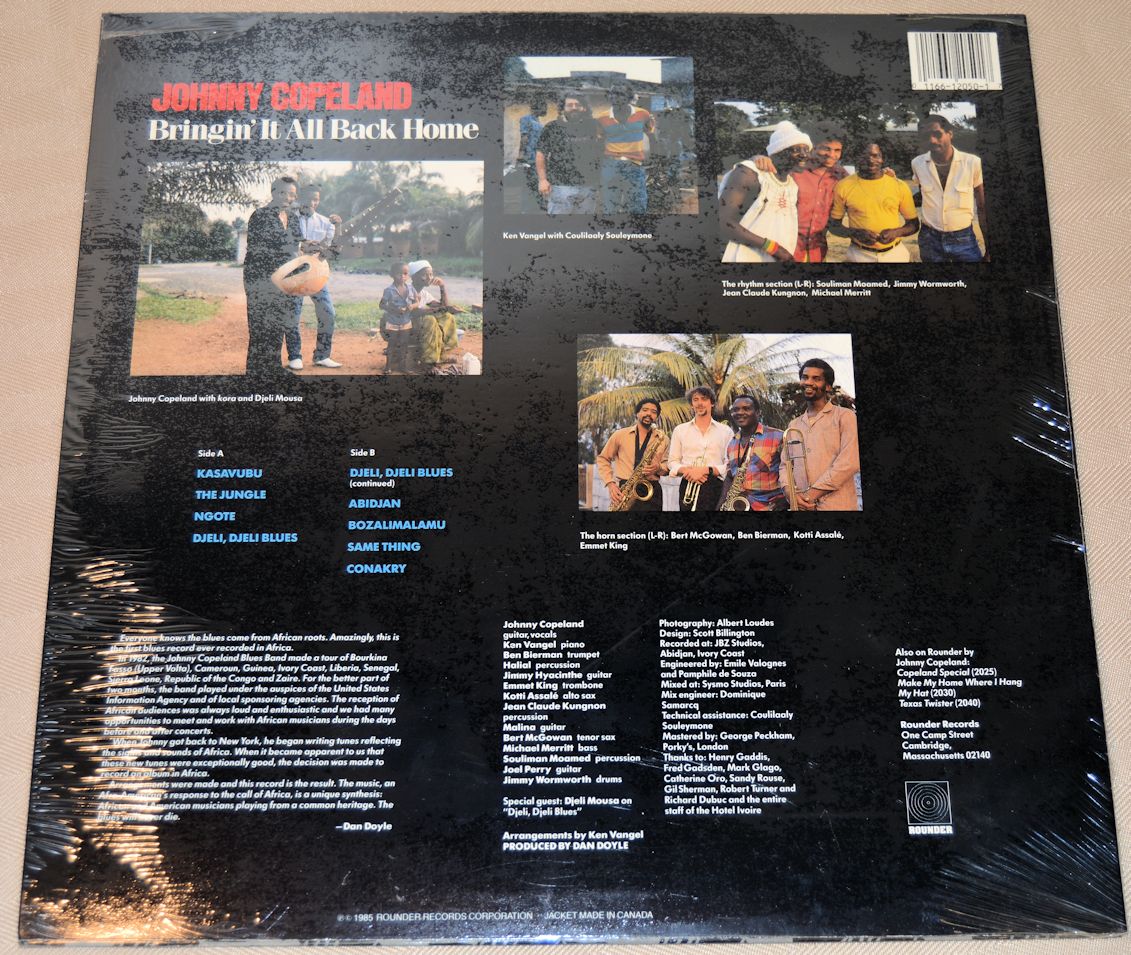 JOHNNY COPELAND
Bringin' It All Back Home
1166-12050-1
Ken Vangel with Coulilaaly Souleymone
The rhythm section (L-R): Souliman Moamed, Jimmy Wormworth,
Jean Claude Kungnon, Michael Merritt
Johnny Copeland with kora and Djeli Mousa
The horn section (L-R): Bert McGowan, Ben Bierman, Kotti Assalé,
Emmet King
Side A
KASAVUBU
THE JUNGLE
NGOTE
DJELI, DJELI BLUES
Side B
DJELI, DJELI BLUES
(continued)
ABIDJAN
BOZALIMALAMU
SAME THING
CONAKRY
Everyone knows the blues come from African roots. Amazingly, this is
the first blues record ever recorded in Africa.
In 1982, the Johnny Copeland Blues Band made a tour of Bourkina
Fasso (Upper Volta), Cameroun, Guinea, Ivory Coast, Liberia, Senegal,
Sierra Leone, Republic of the Congo and Zaire. For the better part of
two months, the band played under the auspices of the United States
Information Agency and of local sponsoring agencies. The reception of
African audiences was always loud and enthusiastic and we had many
opportunities to meet and work with African musicians during the days
before and after concerts.
When Johnny got back to New York, he began writing tunes reflecting
the sights and sounds of Africa. When it became apparent to us that
these new tunes were exceptionally good, the decision was made to
record an album in Africa.
Arrangements were made and this record is the result. The music, an
Afro-American's response to the call of Africa, is a unique synthesis:
African and American musicians playing from a common heritage. The
blues will never die.
—Dan Doyle
Johnny Copeland
guitar, vocals
Ken Vangel piano
Ben Bierman trumpet
Halial percussion
Jimmy Hyacinthe guitar
Emmet King trombone
Kotti Assalé alto sax
Jean Claude Kungnon
percussion
Malina guitar
Bert McGowan tenor sax
Michael Merritt bass
Souliman Moamed percussion
Joel Perry guitar
Jimmy Wormworth drums
Special guest: Djeli Mousa on
"Djeli, Djeli Blues"
Arrangements by Ken Vangel
PRODUCED BY DAN DOYLE
Photography: Albert Loudes
Design: Scott Billington
Recorded at: JBZ Studios,
Abidjan, Ivory Coast
Engineered by: Emile Valognes
and Pamphile de Souza
Mixed at: Sysmo Studios, Paris
Mix engineer: Dominique
Samarcq
Technical assistance: Coulilaaly
Souleymone
Mastered by: George Peckham,
Porky's, London
Thanks to: Henry Gaddis,
Fred Gadsden, Mark Glago,
Catherine Oro, Sandy Rouse,
Gil Sherman, Robert Turner and
Richard Dubuc and the entire
staff of the Hotel Ivoire
Also on Rounder by
Johnny Copeland:
Copeland Special (2025)
Make My Home Where I Hang
My Hat (2030)
Texas Twister (2040)
Rounder Records
One Camp Street
Cambridge,
Massachusetts 02140
ROUNDER
℗© 1985 ROUNDER RECORDS CORPORATION JACKET MADE IN CANADA